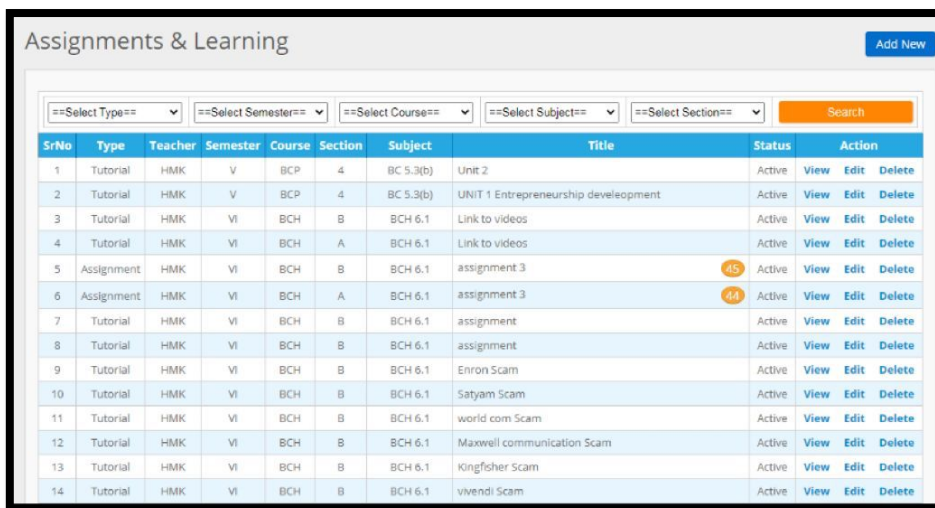 Assignments & Learning
Add New
==Select Type== ==Select Semester== ==Select Course== ==Select Subject== ==Select Section== Search
SrNo Type Teacher Semester Course Section Subject Title Status Action
1 Tutorial HMK V BCP 4 BC 5.3(b) Unit 2 Active View Edit Delete
2 Tutorial HMK V BCP 4 BC 5.3(b) UNIT 1 Entrepreneurship develeopment Active View Edit Delete
3 Tutorial HMK VI BCH B BCH 6.1 Link to videos Active View Edit Delete
4 Tutorial HMK VI BCH A BCH 6.1 Link to videos Active View Edit Delete
5 Assignment HMK VI BCH B BCH 6.1 assignment 3 45 Active View Edit Delete
6 Assignment HMK VI BCH A BCH 6.1 assignment 3 44 Active View Edit Delete
7 Tutorial HMK VI BCH B BCH 6.1 assignment Active View Edit Delete
8 Tutorial HMK VI BCH B BCH 6.1 assignment Active View Edit Delete
9 Tutorial HMK VI BCH B BCH 6.1 Enron Scam Active View Edit Delete
10 Tutorial HMK VI BCH B BCH 6.1 Satyam Scam Active View Edit Delete
11 Tutorial HMK VI BCH B BCH 6.1 world com Scam Active View Edit Delete
12 Tutorial HMK VI BCH B BCH 6.1 Maxwell communication Scam Active View Edit Delete
13 Tutorial HMK VI BCH B BCH 6.1 Kingfisher Scam Active View Edit Delete
14 Tutorial HMK VI BCH B BCH 6.1 vivendi Scam Active View Edit Delete